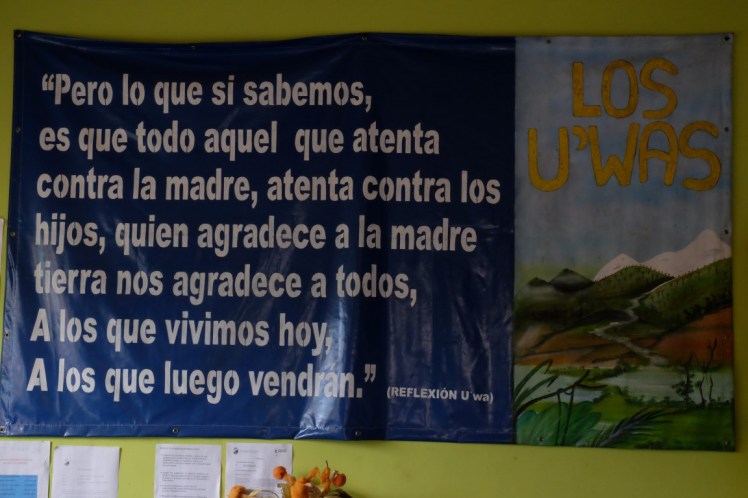 “Pero lo que si sabemos,
es que todo aquel que atenta
contra la madre, atenta contra los
hijos, quien agradece a la madre
tierra nos agradece a todos,
A los que vivimos hoy,
A los que luego vendrán.”
(REFLEXIÓN U´wa)
LOS
U’WAS